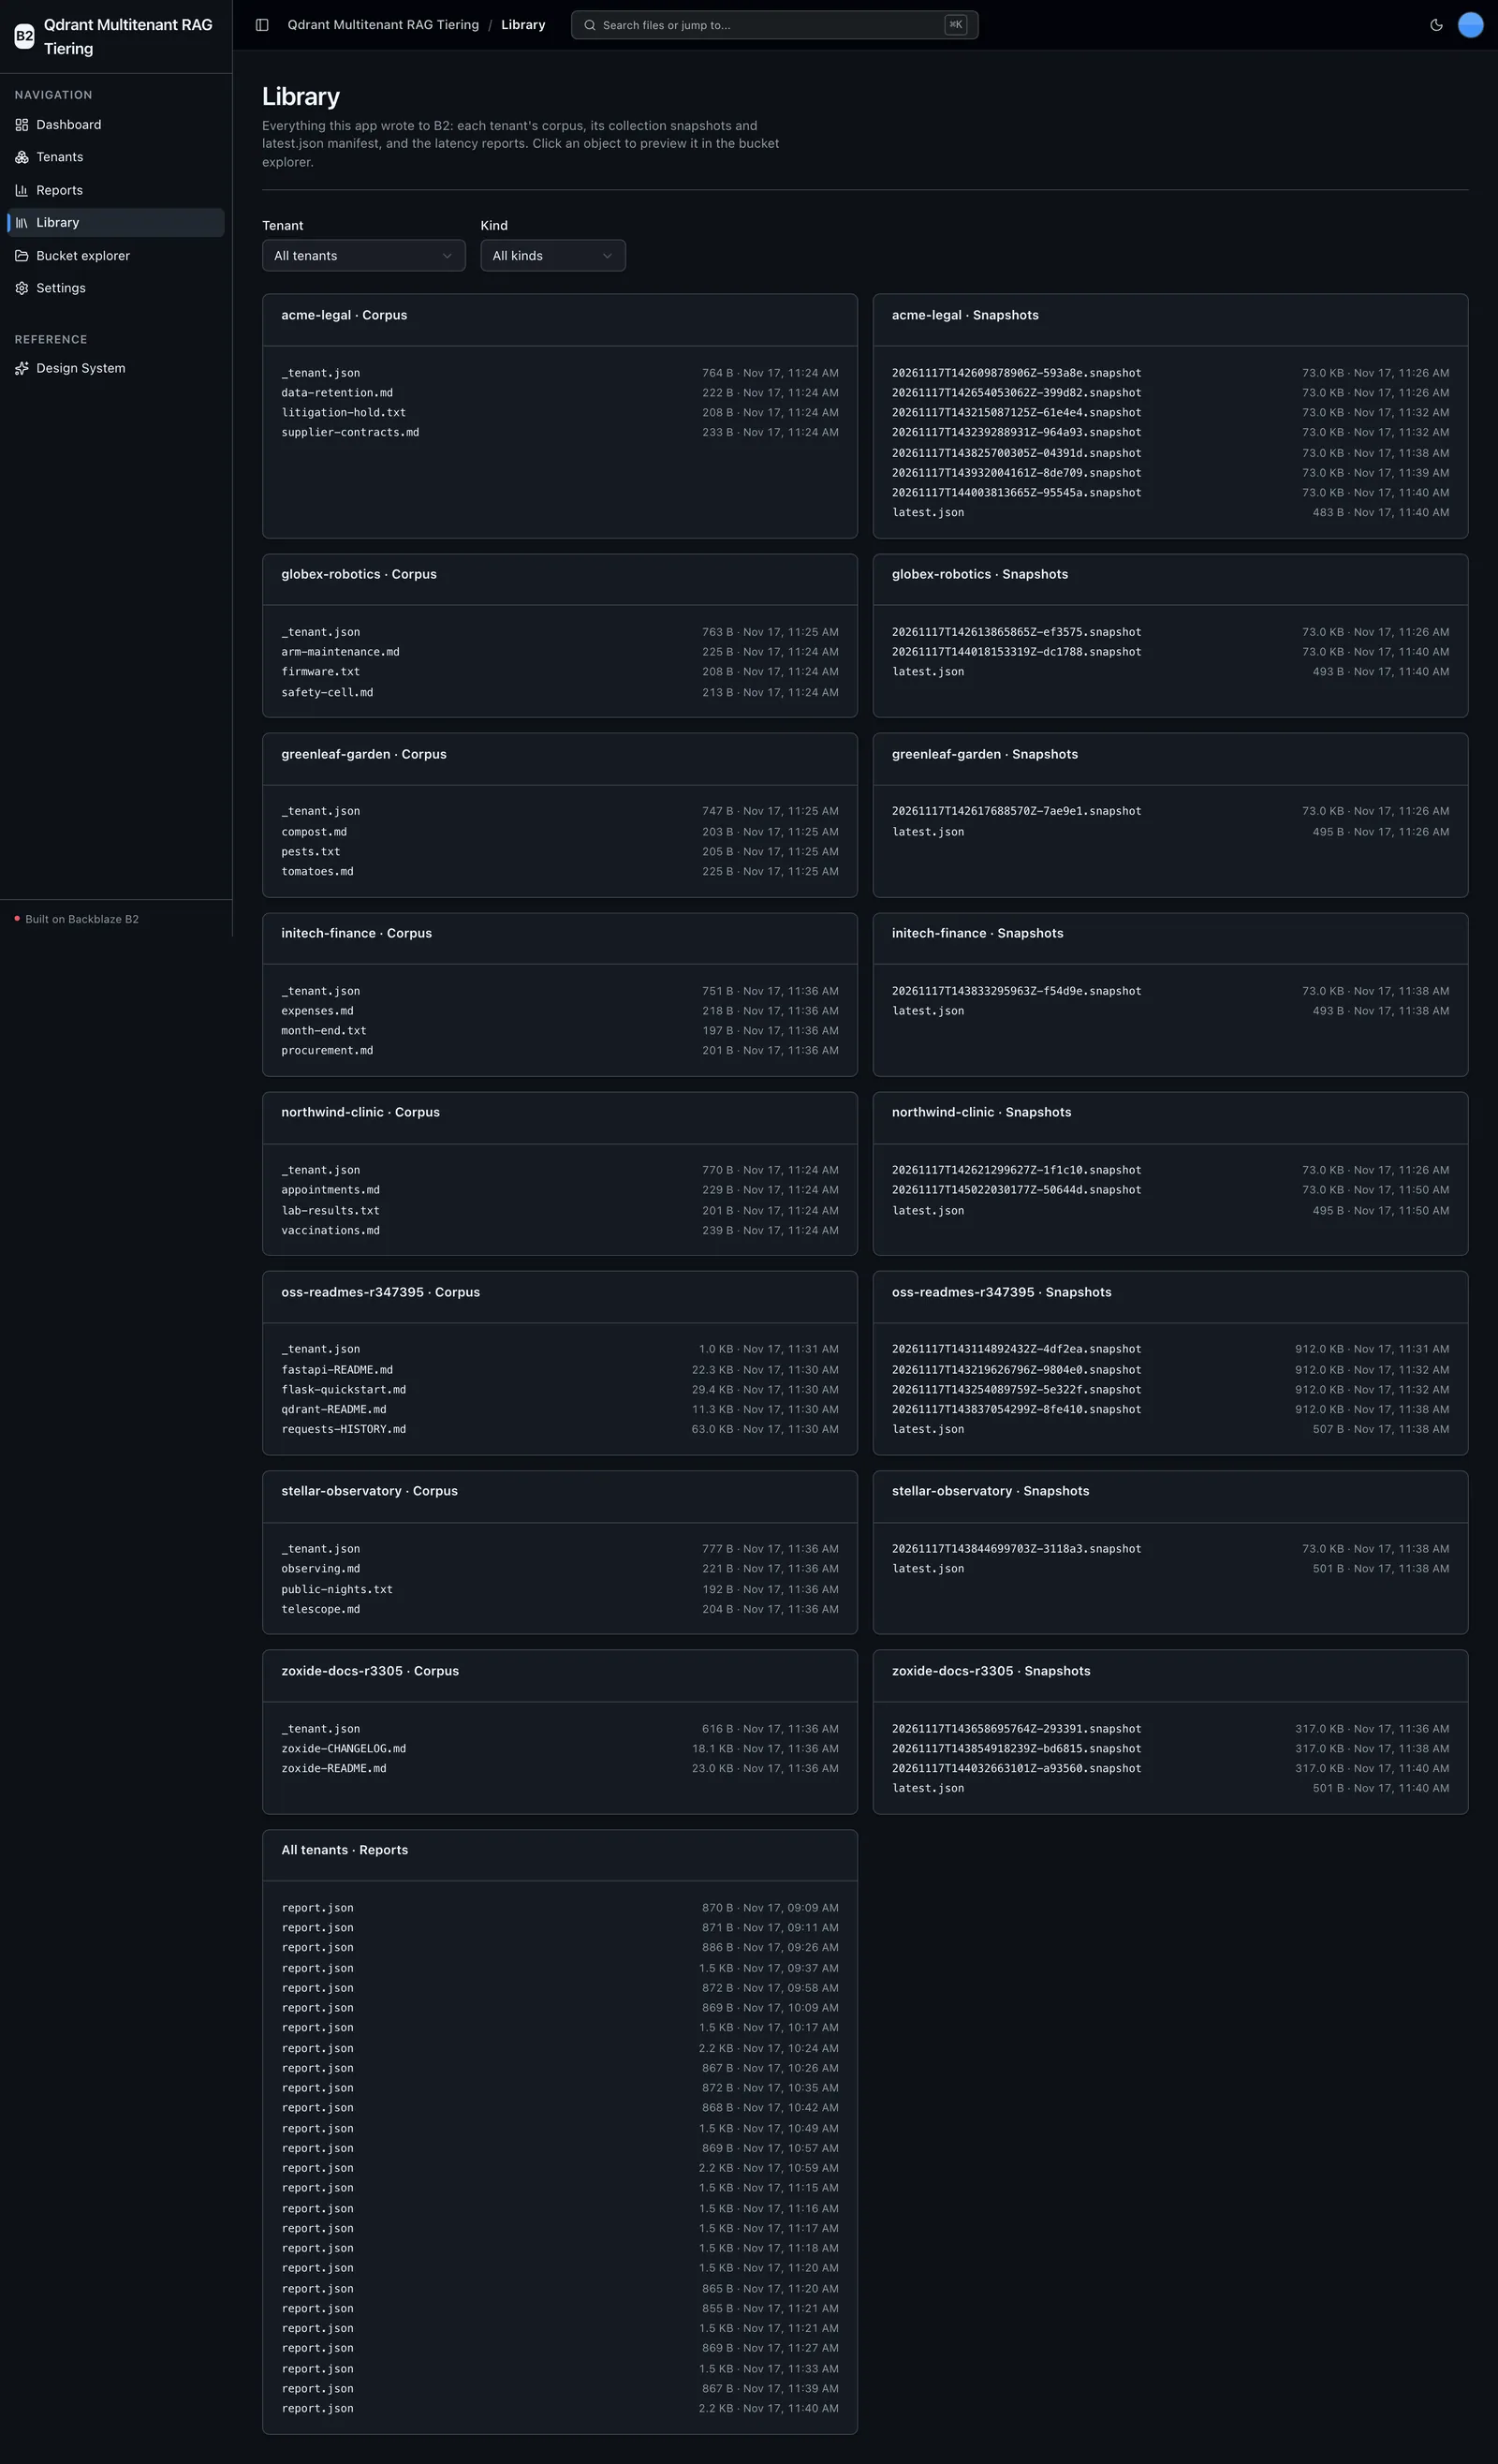 B2
Qdrant Multitenant RAG
Tiering
NAVIGATION
Dashboard
Tenants
Reports
Library
Bucket explorer
Settings
REFERENCE
Design System
Built on Backblaze B2
Qdrant Multitenant RAG Tiering / Library
Search files or jump to...
⌘K
Library
Everything this app wrote to B2: each tenant's corpus, its collection snapshots and
latest.json manifest, and the latency reports. Click an object to preview it in the bucket
explorer.
Tenant
All tenants
Kind
All kinds
acme-legal · Corpus
_tenant.json 764 B · Nov 17, 11:24 AM
data-retention.md 222 B · Nov 17, 11:24 AM
litigation-hold.txt 208 B · Nov 17, 11:24 AM
supplier-contracts.md 233 B · Nov 17, 11:24 AM
acme-legal · Snapshots
20261117T142609878906Z-593a8e.snapshot 73.0 KB · Nov 17, 11:26 AM
20261117T142654053062Z-399d82.snapshot 73.0 KB · Nov 17, 11:26 AM
20261117T143215087125Z-61e4e4.snapshot 73.0 KB · Nov 17, 11:32 AM
20261117T143239288931Z-964a93.snapshot 73.0 KB · Nov 17, 11:32 AM
20261117T143825700305Z-04391d.snapshot 73.0 KB · Nov 17, 11:38 AM
20261117T143932004161Z-8de709.snapshot 73.0 KB · Nov 17, 11:39 AM
20261117T144003813665Z-95545a.snapshot 73.0 KB · Nov 17, 11:40 AM
latest.json 483 B · Nov 17, 11:40 AM
globex-robotics · Corpus
_tenant.json 763 B · Nov 17, 11:25 AM
arm-maintenance.md 225 B · Nov 17, 11:24 AM
firmware.txt 208 B · Nov 17, 11:24 AM
safety-cell.md 213 B · Nov 17, 11:24 AM
globex-robotics · Snapshots
20261117T142613865865Z-ef3575.snapshot 73.0 KB · Nov 17, 11:26 AM
20261117T144018153319Z-dc1788.snapshot 73.0 KB · Nov 17, 11:40 AM
latest.json 493 B · Nov 17, 11:40 AM
greenleaf-garden · Corpus
_tenant.json 747 B · Nov 17, 11:25 AM
compost.md 203 B · Nov 17, 11:25 AM
pests.txt 205 B · Nov 17, 11:25 AM
tomatoes.md 225 B · Nov 17, 11:25 AM
greenleaf-garden · Snapshots
20261117T142617688570Z-7ae9e1.snapshot 73.0 KB · Nov 17, 11:26 AM
latest.json 495 B · Nov 17, 11:26 AM
initech-finance · Corpus
_tenant.json 751 B · Nov 17, 11:36 AM
expenses.md 218 B · Nov 17, 11:36 AM
month-end.txt 197 B · Nov 17, 11:36 AM
procurement.md 201 B · Nov 17, 11:36 AM
initech-finance · Snapshots
20261117T143833295963Z-f54d9e.snapshot 73.0 KB · Nov 17, 11:38 AM
latest.json 493 B · Nov 17, 11:38 AM
northwind-clinic · Corpus
_tenant.json 770 B · Nov 17, 11:24 AM
appointments.md 229 B · Nov 17, 11:24 AM
lab-results.txt 201 B · Nov 17, 11:24 AM
vaccinations.md 239 B · Nov 17, 11:24 AM
northwind-clinic · Snapshots
20261117T142621299627Z-1f1c10.snapshot 73.0 KB · Nov 17, 11:26 AM
20261117T145022030177Z-50644d.snapshot 73.0 KB · Nov 17, 11:50 AM
latest.json 495 B · Nov 17, 11:50 AM
oss-readmes-r347395 · Corpus
_tenant.json 1.0 KB · Nov 17, 11:31 AM
fastapi-README.md 22.3 KB · Nov 17, 11:30 AM
flask-quickstart.md 29.4 KB · Nov 17, 11:30 AM
qdrant-README.md 11.3 KB · Nov 17, 11:30 AM
requests-HISTORY.md 63.0 KB · Nov 17, 11:30 AM
oss-readmes-r347395 · Snapshots
20261117T143114892432Z-4df2ea.snapshot 912.0 KB · Nov 17, 11:31 AM
20261117T143219626796Z-9804e0.snapshot 912.0 KB · Nov 17, 11:32 AM
20261117T143254089759Z-5e322f.snapshot 912.0 KB · Nov 17, 11:32 AM
20261117T143837054299Z-8fe410.snapshot 912.0 KB · Nov 17, 11:38 AM
latest.json 507 B · Nov 17, 11:38 AM
stellar-observatory · Corpus
_tenant.json 777 B · Nov 17, 11:36 AM
observing.md 221 B · Nov 17, 11:36 AM
public-nights.txt 192 B · Nov 17, 11:36 AM
telescope.md 204 B · Nov 17, 11:36 AM
stellar-observatory · Snapshots
20261117T143844699703Z-3118a3.snapshot 73.0 KB · Nov 17, 11:38 AM
latest.json 501 B · Nov 17, 11:38 AM
zoxide-docs-r3305 · Corpus
_tenant.json 616 B · Nov 17, 11:36 AM
zoxide-CHANGELOG.md 18.1 KB · Nov 17, 11:36 AM
zoxide-README.md 23.0 KB · Nov 17, 11:36 AM
zoxide-docs-r3305 · Snapshots
20261117T143658695764Z-293391.snapshot 317.0 KB · Nov 17, 11:36 AM
20261117T143854918239Z-bd6815.snapshot 317.0 KB · Nov 17, 11:38 AM
20261117T144032663101Z-a93560.snapshot 317.0 KB · Nov 17, 11:40 AM
latest.json 501 B · Nov 17, 11:40 AM
All tenants · Reports
report.json 870 B · Nov 17, 09:09 AM
report.json 871 B · Nov 17, 09:11 AM
report.json 886 B · Nov 17, 09:26 AM
report.json 1.5 KB · Nov 17, 09:37 AM
report.json 872 B · Nov 17, 09:58 AM
report.json 869 B · Nov 17, 10:09 AM
report.json 1.5 KB · Nov 17, 10:17 AM
report.json 2.2 KB · Nov 17, 10:24 AM
report.json 867 B · Nov 17, 10:26 AM
report.json 872 B · Nov 17, 10:35 AM
report.json 868 B · Nov 17, 10:42 AM
report.json 1.5 KB · Nov 17, 10:49 AM
report.json 869 B · Nov 17, 10:57 AM
report.json 2.2 KB · Nov 17, 10:59 AM
report.json 1.5 KB · Nov 17, 11:15 AM
report.json 1.5 KB · Nov 17, 11:16 AM
report.json 1.5 KB · Nov 17, 11:17 AM
report.json 1.5 KB · Nov 17, 11:18 AM
report.json 1.5 KB · Nov 17, 11:20 AM
report.json 865 B · Nov 17, 11:20 AM
report.json 855 B · Nov 17, 11:21 AM
report.json 1.5 KB · Nov 17, 11:21 AM
report.json 869 B · Nov 17, 11:27 AM
report.json 1.5 KB · Nov 17, 11:33 AM
report.json 867 B · Nov 17, 11:39 AM
report.json 2.2 KB · Nov 17, 11:40 AM